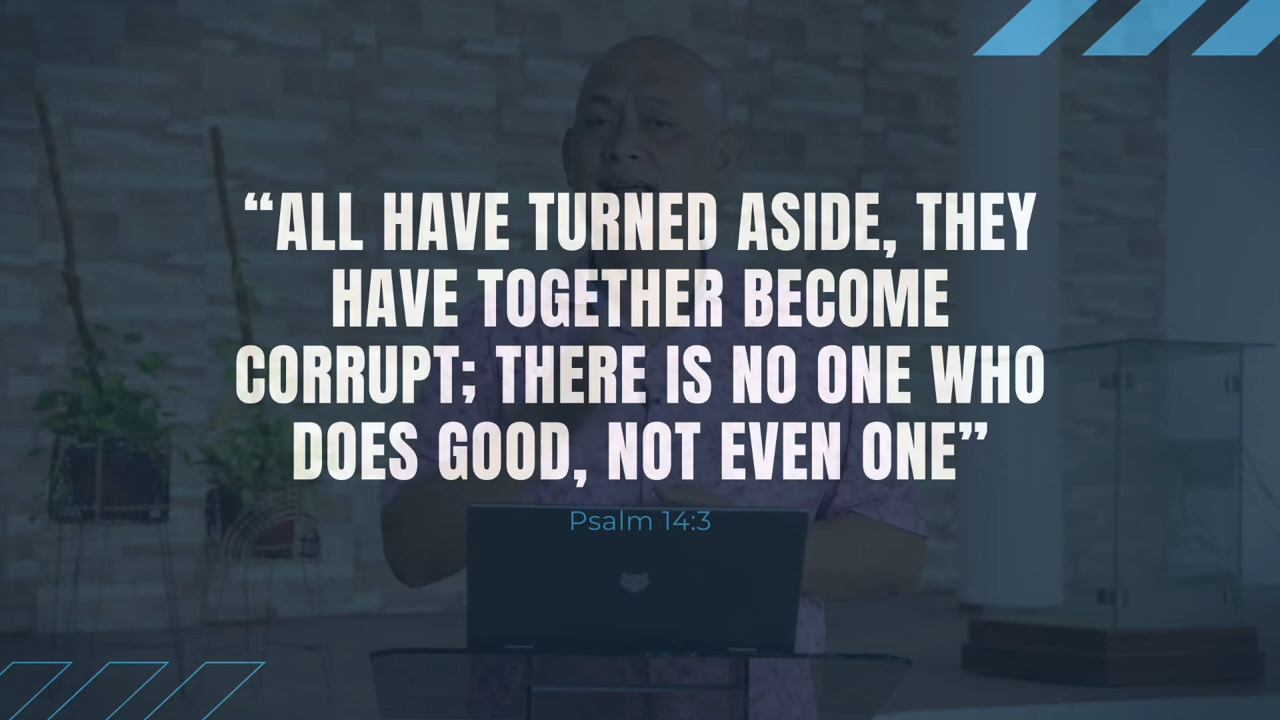 “ALL HAVE TURNED ASIDE, THEY
HAVE TOGETHER BECOME
CORRUPT; THERE IS NO ONE WHO
DOES GOOD, NOT EVEN ONE”
Psalm 14:3